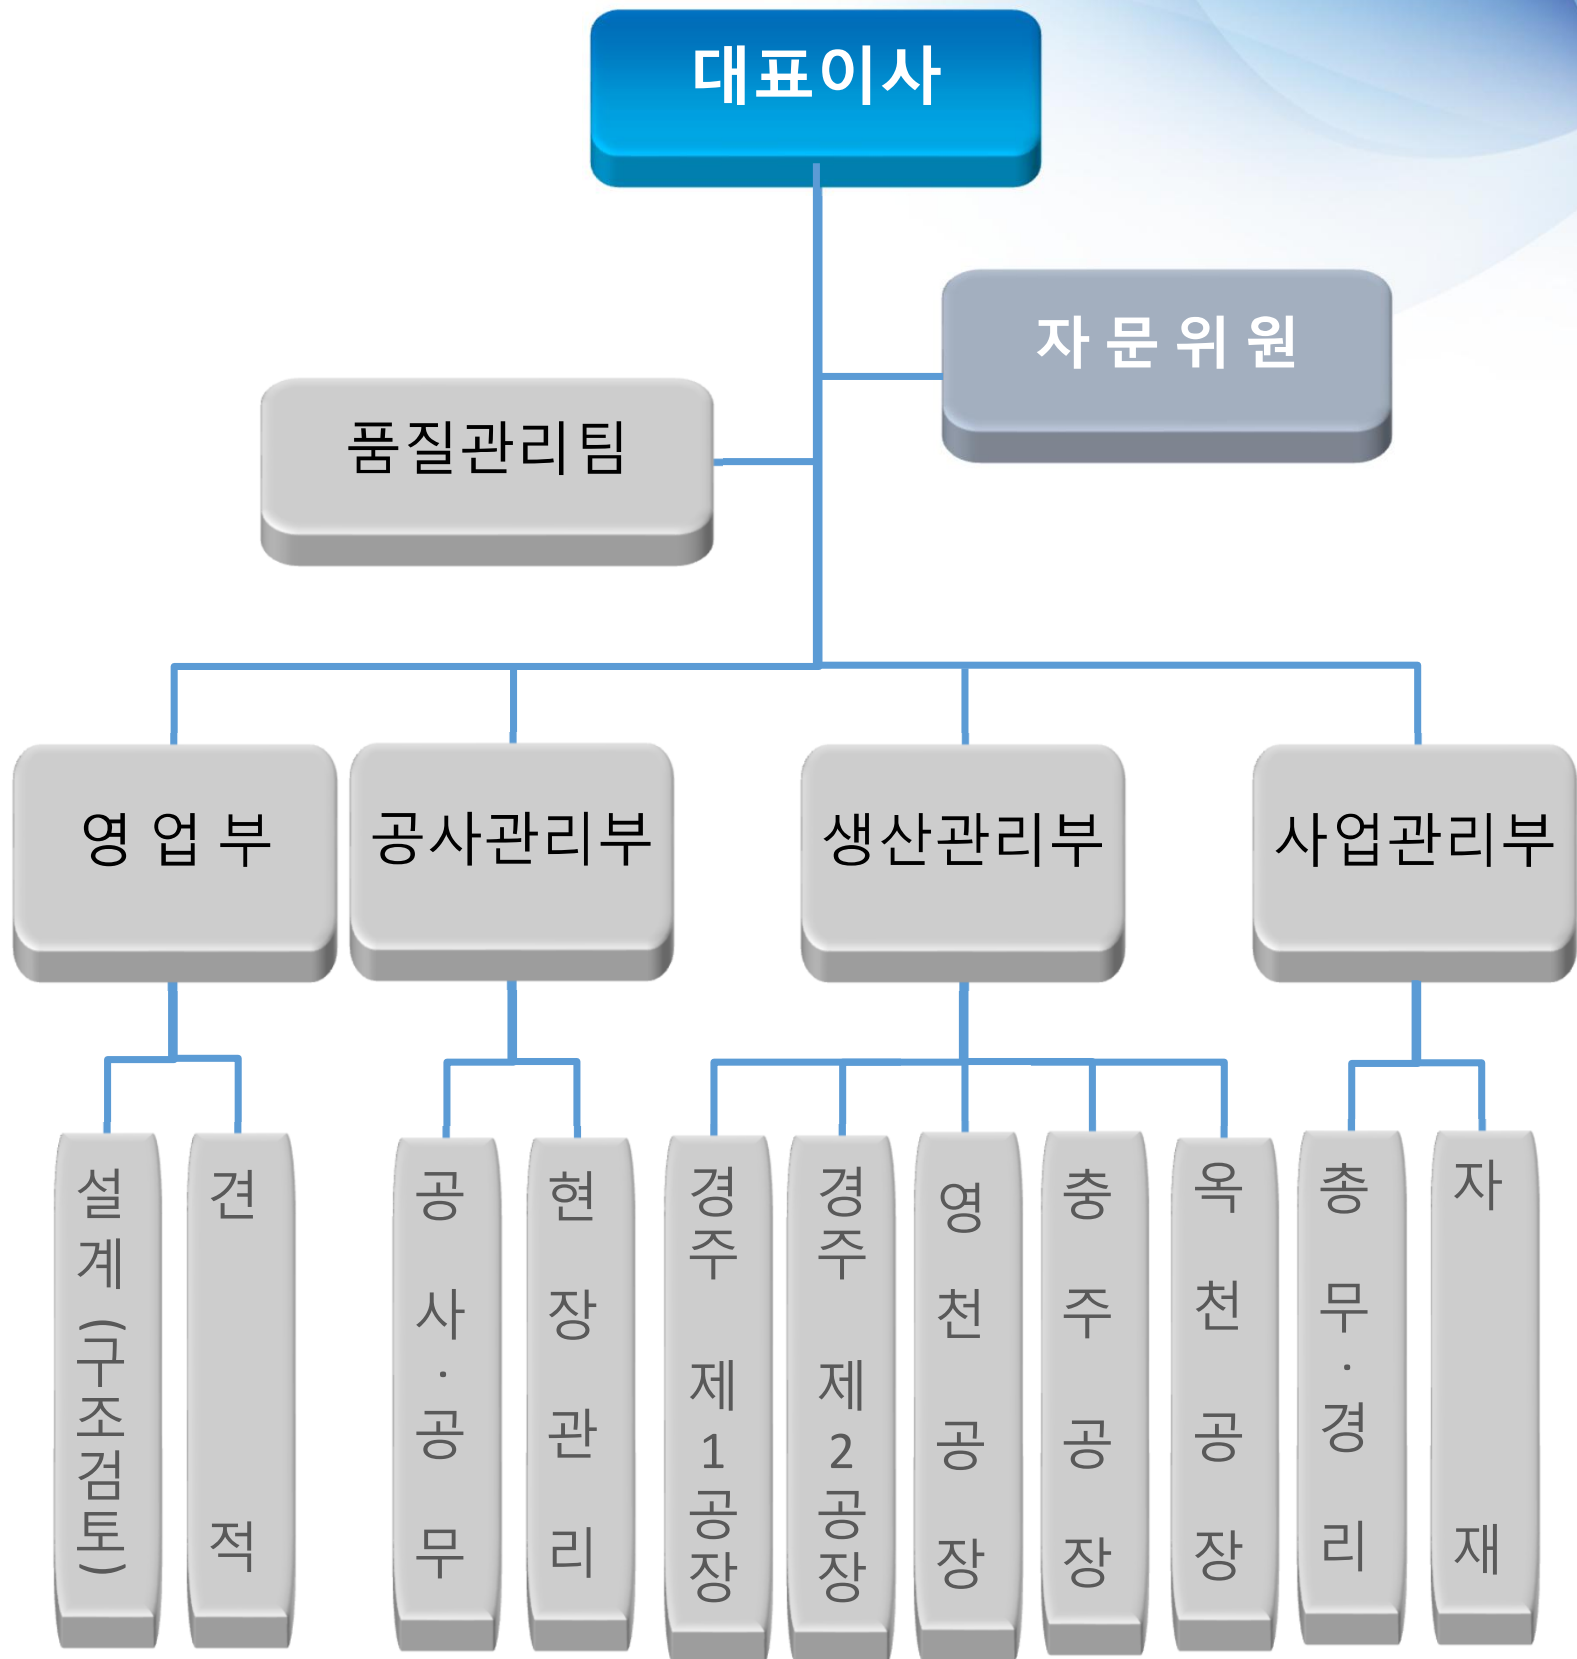 대표이사
자 문 위 원
품질관리팀
영 업 부
공사관리부
생산관리부
사업관리부
설계(구조검토)
견 적
공 사 · 공 무
현 장 관 리
경주 제1공장
경주 제2공장
영 천 공 장
충 주 공 장
옥 천 공 장
총 무 · 경 리
자 재